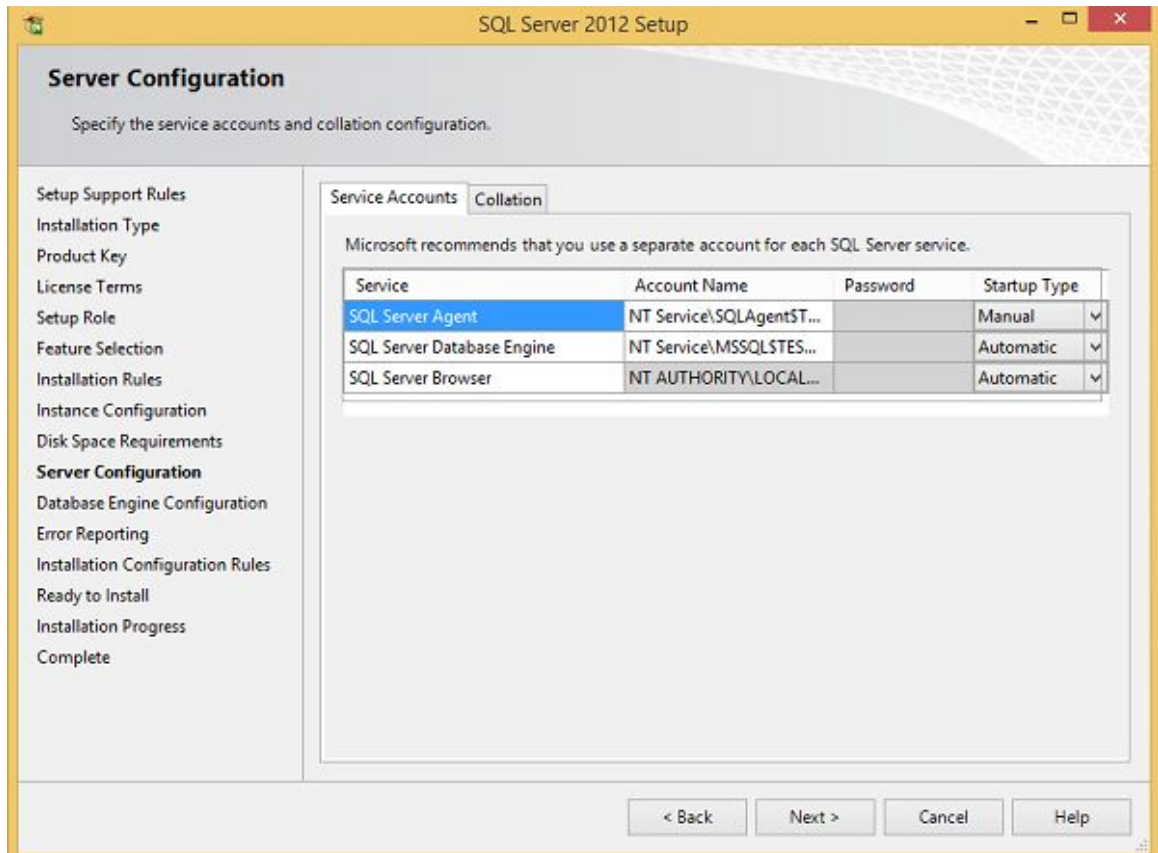 SQL Server 2012 Setup
Server Configuration
Specify the service accounts and collation configuration.
Setup Support Rules
Installation Type
Product Key
License Terms
Setup Role
Feature Selection
Installation Rules
Instance Configuration
Disk Space Requirements
Server Configuration
Database Engine Configuration
Error Reporting
Installation Configuration Rules
Ready to Install
Installation Progress
Complete
Service Accounts Collation
Microsoft recommends that you use a separate account for each SQL Server service.
Service Account Name Password Startup Type
SQL Server Agent NT Service\SQLAgent$T... Manual
SQL Server Database Engine NT Service\MSSQL$TES... Automatic
SQL Server Browser NT AUTHORITY\LOCAL... Automatic
< Back Next > Cancel Help